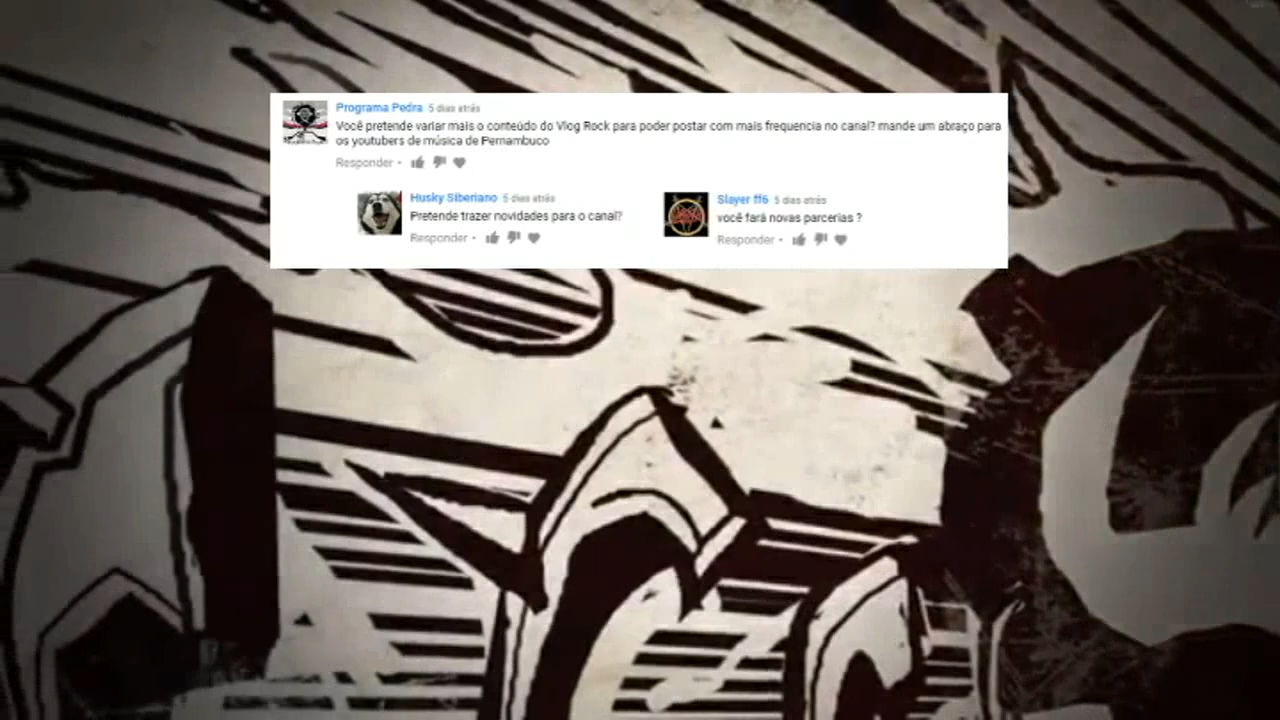 Programa Pedra 5 dias atrás
Você pretende variar mais o conteúdo do Vlog Rock para poder postar com mais frequencia no canal? mande um abraço para
os youtubers de música de Pernambuco
Responder •
Husky Siberiano 5 dias atrás
Pretende trazer novidades para o canal?
Responder •
Slayer ff6 5 dias atrás
você fará novas parcerias ?
Responder •